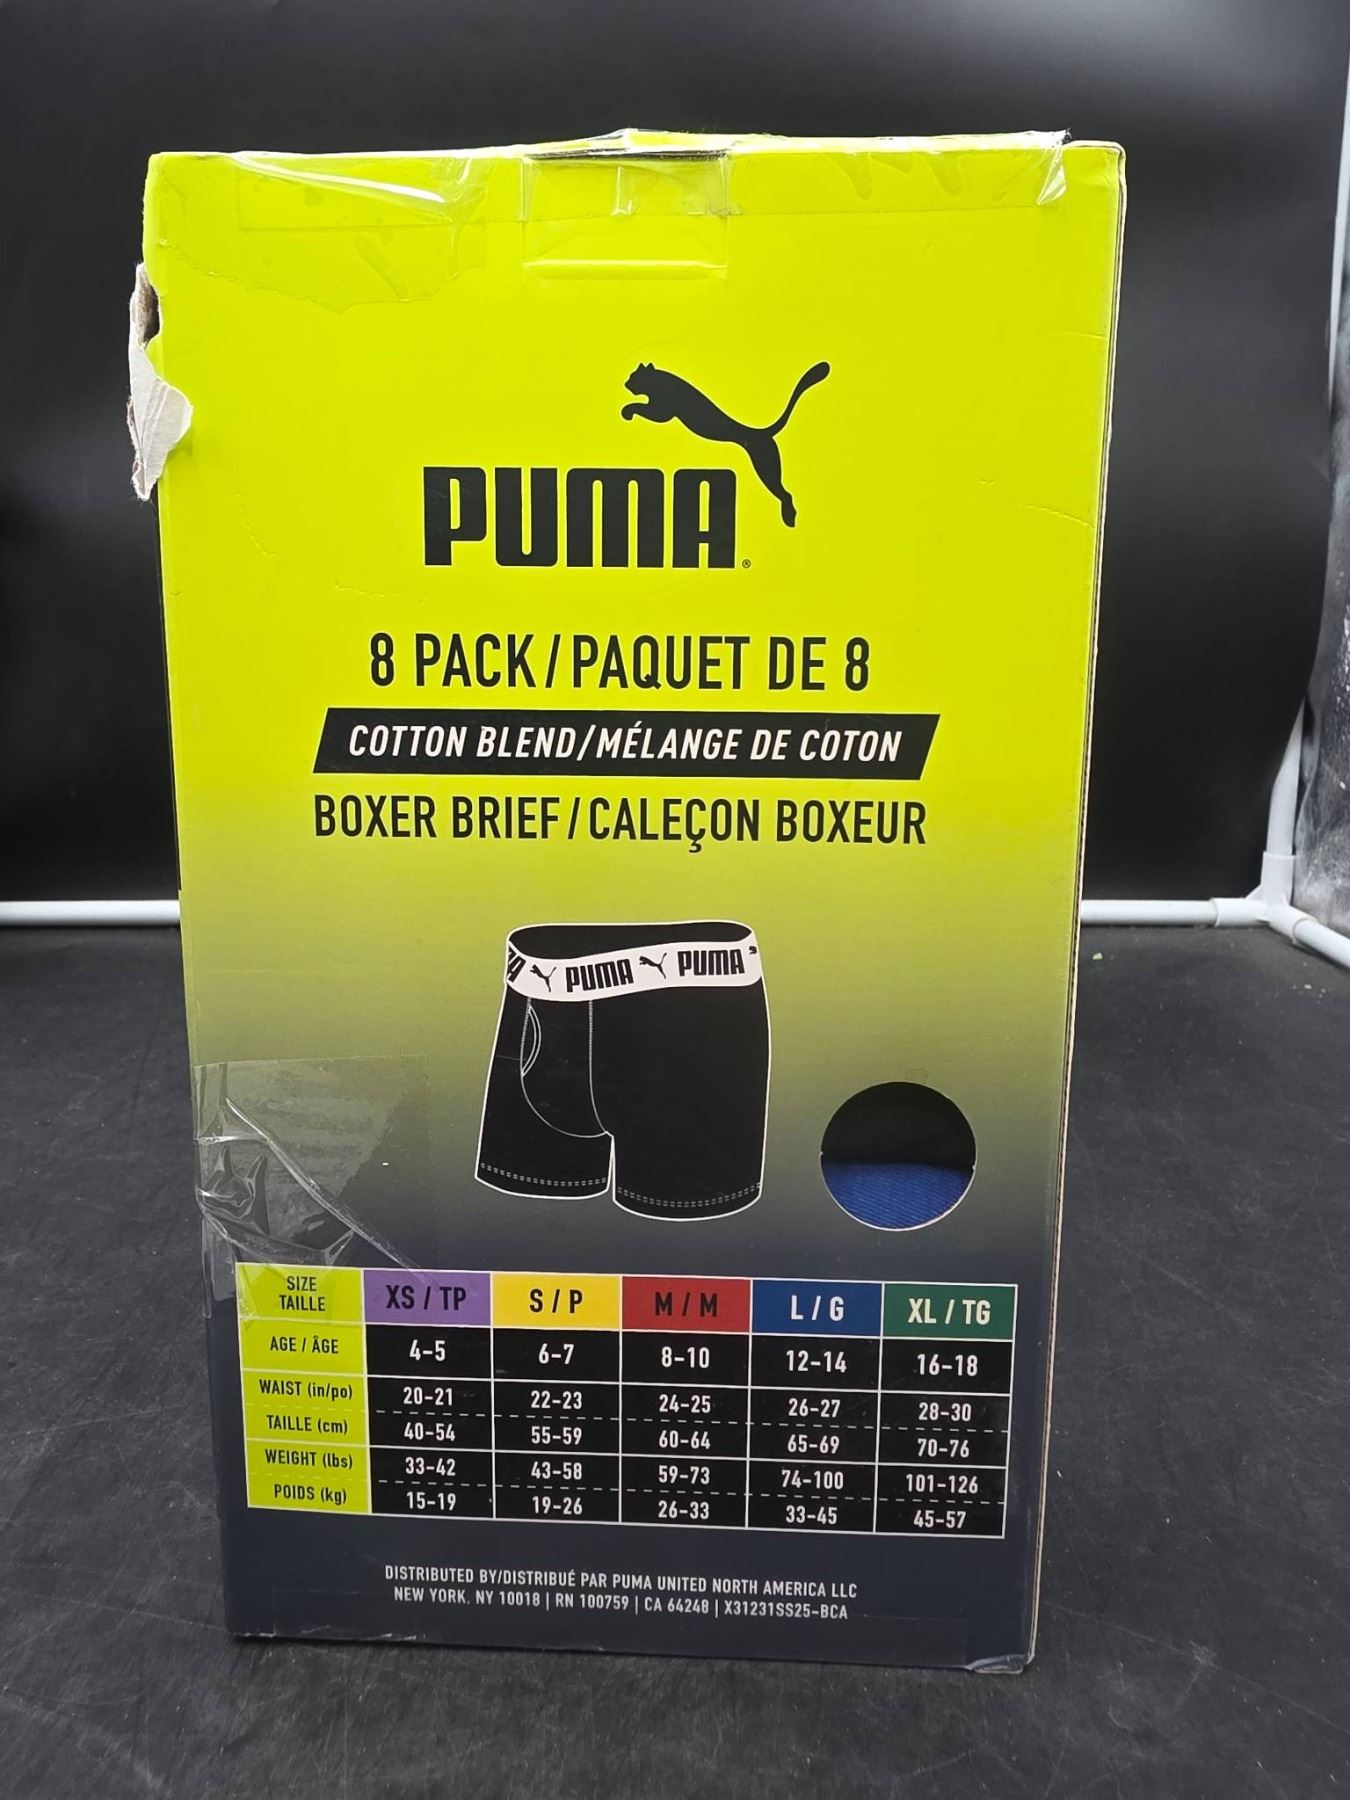 PUMA®
8 PACK/PAQUET DE 8
COTTON BLEND/MÉLANGE DE COTON
BOXER BRIEF/CALEÇON BOXEUR
PUMA PUMA
SIZE TAILLE XS / TP S / P M / M L / G XL / TG
AGE / ÂGE 4-5 6-7 8-10 12-14 16-18
WAIST (in/po) 20-21 22-23 24-25 26-27 28-30
TAILLE (cm) 40-54 55-59 60-64 65-69 70-76
WEIGHT (lbs) 33-42 43-58 59-73 74-100 101-126
POIDS (kg) 15-19 19-26 26-33 33-45 45-57
DISTRIBUTED BY/DISTRIBUÉ PAR PUMA UNITED NORTH AMERICA LLC
NEW YORK, NY 10018 | RN 100759 | CA 64248 | X31231SS25-BCA